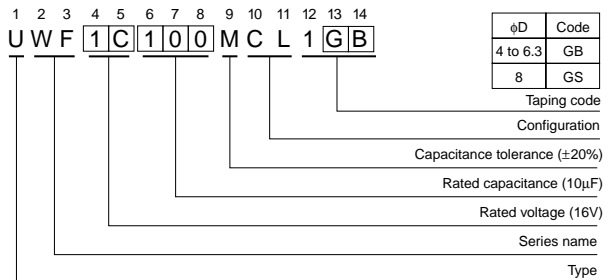 1 2 3 4 5 6 7 8 9 10 11 12 13 14
U W F 1 C 1 0 0 M C L 1 G B
φD Code
4 to 6.3 GB
8 GS
Taping code
Configuration
Capacitance tolerance (±20%)
Rated capacitance (10μF)
Rated voltage (16V)
Series name
Type